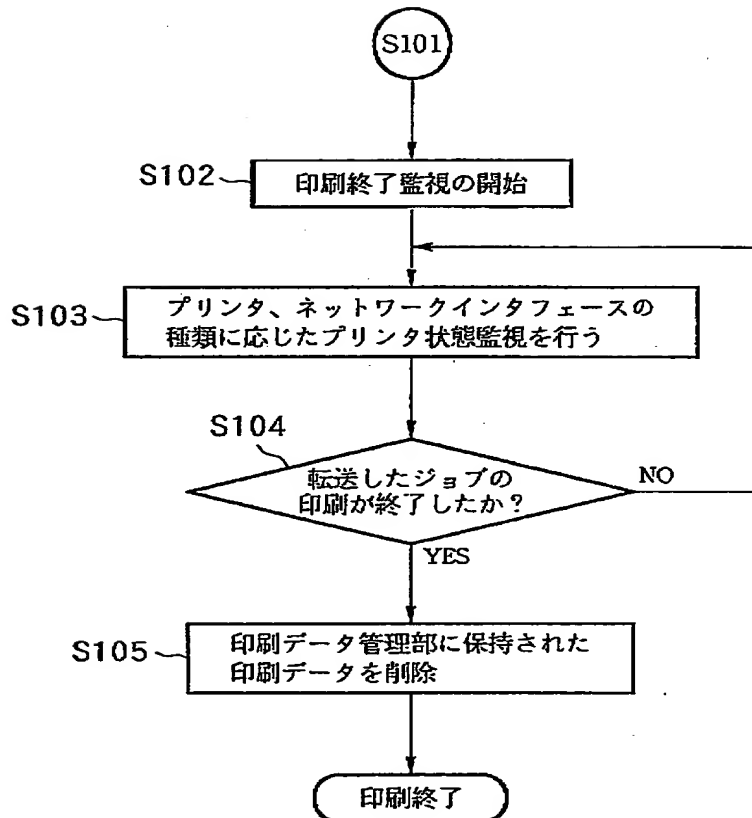 S101
S102
印刷終了監視の開始
S103
プリンタ、ネットワークインタフェースの
種類に応じたプリンタ状態監視を行う
S104
転送したジョブの
印刷が終了したか?
NO
YES
S105
印刷データ管理部に保持された
印刷データを削除
印刷終了